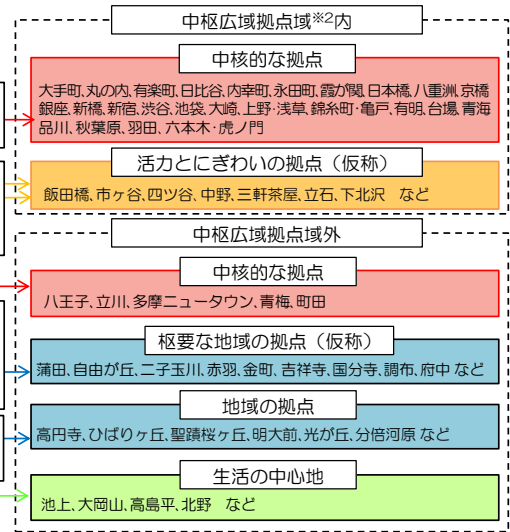 中枢広域拠点域※2内
中核的な拠点
大手町、丸の内、有楽町、日比谷、内幸町、永田町、霞が関、日本橋、八重洲、京橋
銀座、新橋、新宿、渋谷、池袋、大崎、上野・浅草、錦糸町・亀戸、有明、台場、青海
品川、秋葉原、羽田、六本木・虎ノ門
活力とにぎわいの拠点（仮称）
飯田橋、市ヶ谷、四ツ谷、中野、三軒茶屋、立石、下北沢　など
中枢広域拠点域外
中核的な拠点
八王子、立川、多摩ニュータウン、青梅、町田
枢要な地域の拠点（仮称）
蒲田、自由が丘、二子玉川、赤羽、金町、吉祥寺、国分寺、調布、府中 など
地域の拠点
高円寺、ひばりヶ丘、聖蹟桜ヶ丘、明大前、光が丘、分倍河原 など
生活の中心地
池上、大岡山、高島平、北野　など